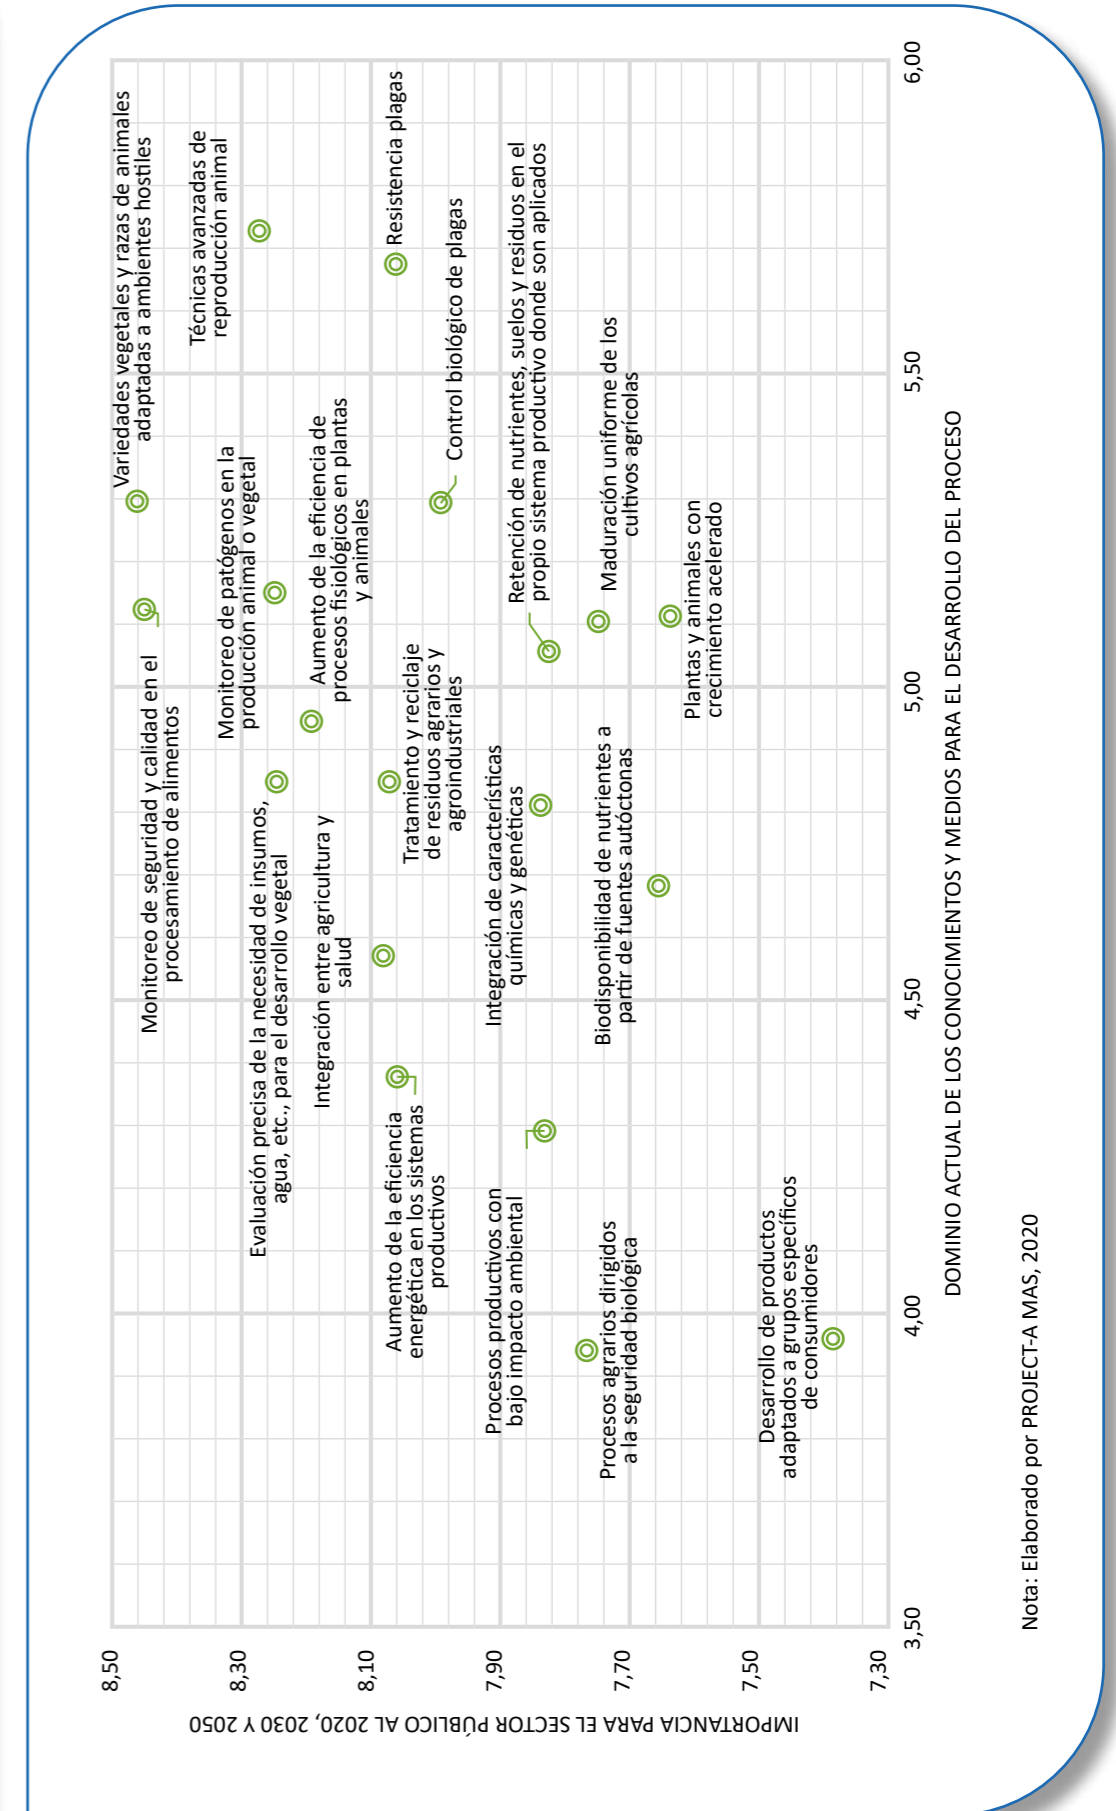 IMPORTANCIA PARA EL SECTOR PÚBLICO AL 2020, 2030 Y 2050
8,50
8,30
8,10
7,90
7,70
7,50
7,30
Variedades vegetales y razas de animales
adaptadas a ambientes hostiles
Monitoreo de seguridad y calidad en el
procesamiento de alimentos
Técnicas avanzadas de
reproducción animal
Monitoreo de patógenos en la
producción animal o vegetal
Evaluación precisa de la necesidad de insumos,
agua, etc., para el desarrollo vegetal
Aumento de la eficiencia de
procesos fisiológicos en plantas
y animales
Integración entre agricultura y
salud
Resistencia plagas
Aumento de la eficiencia
energética en los sistemas
productivos
Tratamiento y reciclaje
de residuos agrarios y
agroindustriales
Control biológico de plagas
Procesos productivos con
bajo impacto ambiental
Integración de características
químicas y genéticas
Retención de nutrientes, suelos y residuos en el
propio sistema productivo donde son aplicados
Procesos agrarios dirigidos
a la seguridad biológica
Biodisponibilidad de nutrientes a
partir de fuentes autóctonas
Maduración uniforme de los
cultivos agrícolas
Plantas y animales con
crecimiento acelerado
Desarrollo de productos
adaptados a grupos específicos
de consumidores
3,50
4,00
4,50
5,00
5,50
6,00
DOMINIO ACTUAL DE LOS CONOCIMIENTOS Y MEDIOS PARA EL DESARROLLO DEL PROCESO
Nota: Elaborado por PROJECT-A MAS, 2020